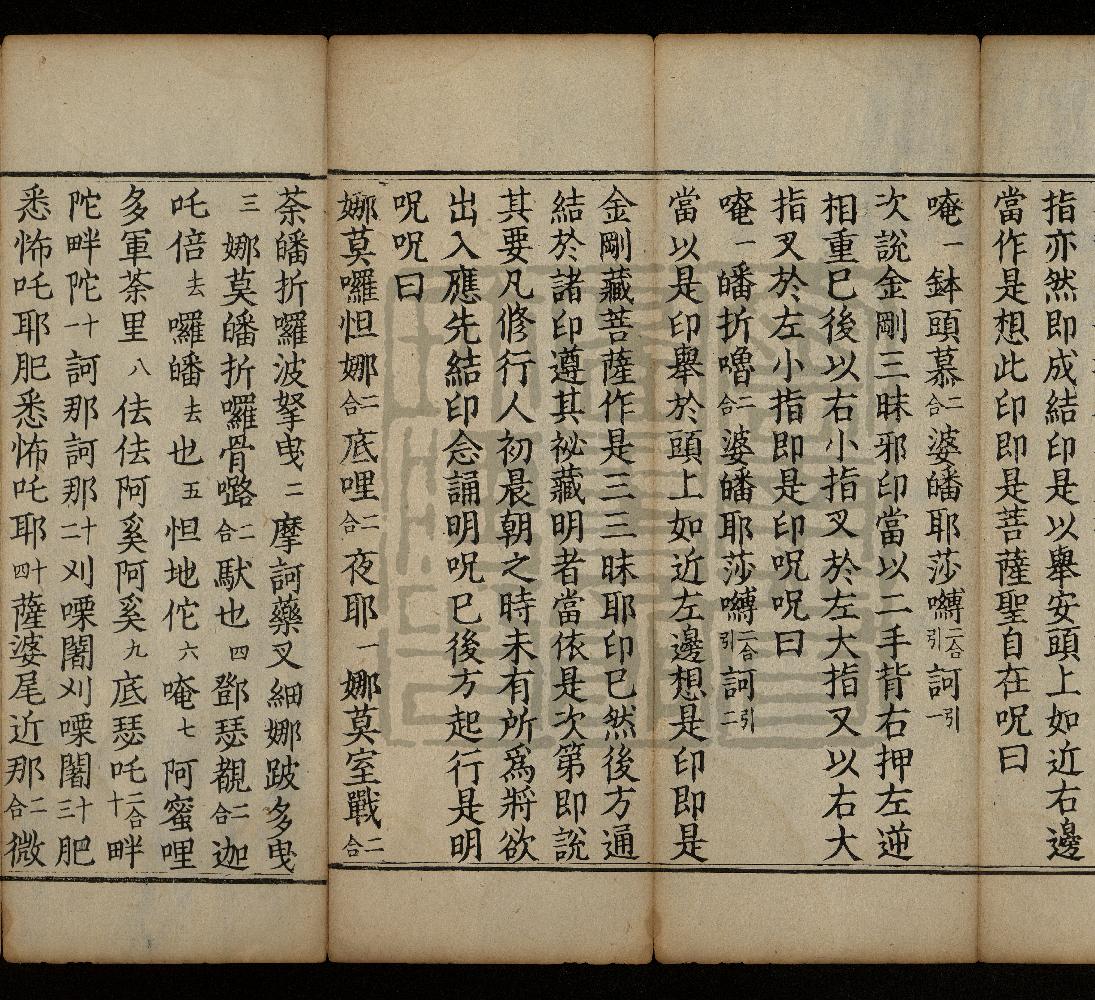 指亦然即成結印是以舉安頭上如近右邊
當作是想此印即是菩薩聖自在呪曰
唵一鉢頭慕二合婆皤耶莎嚩二合引訶引一
次說金剛三昧邪印當以二手背右押左逆
相重已後以右小指叉於左大指又以右大
指叉於左小指即是印呪呪曰
唵一皤折嚕二合婆皤耶莎嚩二合引訶引二
當以是印舉於頭上如近左邊想是印即是
金剛藏菩薩作是三三昧耶印已然後方通
結於諸印遵其祕藏明者當依是次第即說
其要凡修行人初晨朝之時未有所為將欲
出入應先結印念誦明呪已後方起行是明
呪呪曰
娜莫囉怛娜二合底哩二合夜耶一娜莫室戰二合
荼皤折囉波拏曳二摩訶藥叉細娜跛多曳
三娜莫皤折囉骨嚕二合馱也四鄧瑟覩二合迦
吒倍去囉皤去也五怛地佗六唵七阿蜜哩
多軍荼里八佉佉阿奚阿奚九底瑟吒二合十畔
陀畔陀十一訶那訶那十二刈㗚闍刈㗚闍十三肥
悉怖吒耶肥悉怖吒耶十四薩婆尾近那二合微